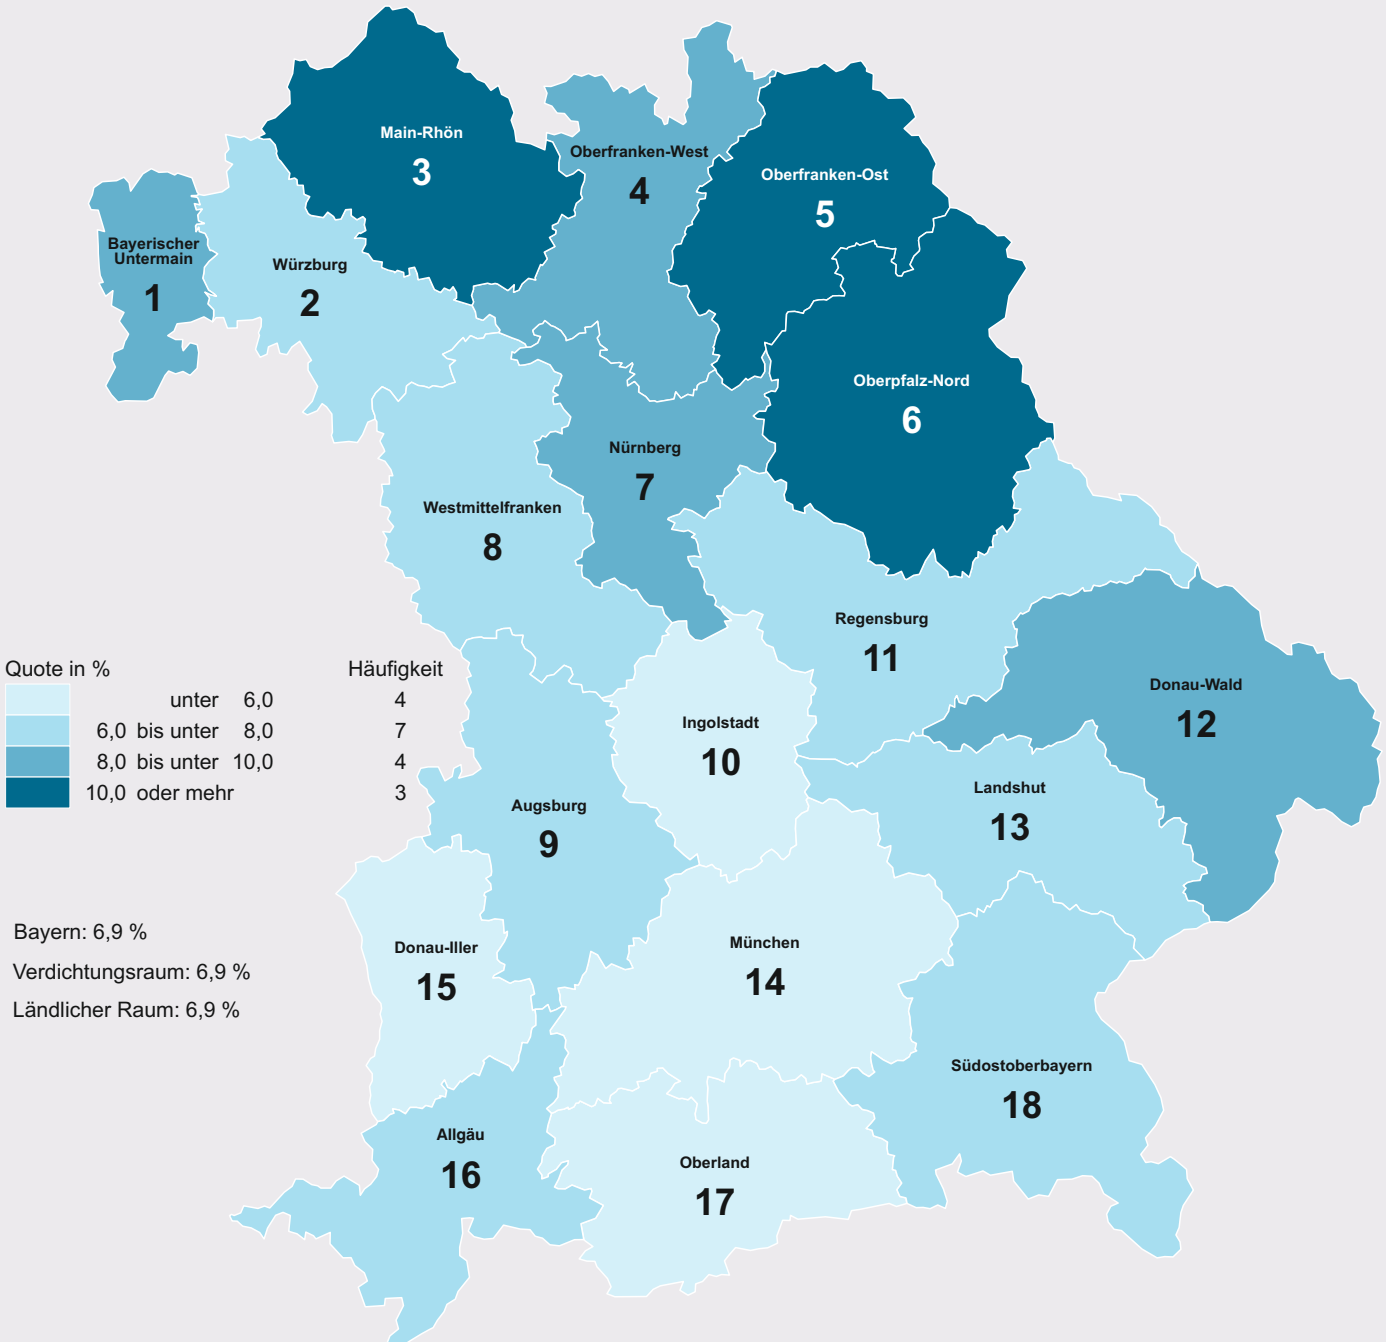 Main-Rhön
3
Oberfranken-West
4
Oberfranken-Ost
5
Bayerischer
Untermain
1
Würzburg
2
Oberpfalz-Nord
6
Nürnberg
7
Westmittelfranken
8
Regensburg
11
Donau-Wald
12
Ingolstadt
10
Landshut
13
Augsburg
9
Quote in % Häufigkeit
unter 6,0 4
6,0 bis unter 8,0 7
8,0 bis unter 10,0 4
10,0 oder mehr 3
Bayern: 6,9 %
Verdichtungsraum: 6,9 %
Ländlicher Raum: 6,9 %
Donau-Iller
15
München
14
Südostoberbayern
18
Allgäu
16
Oberland
17